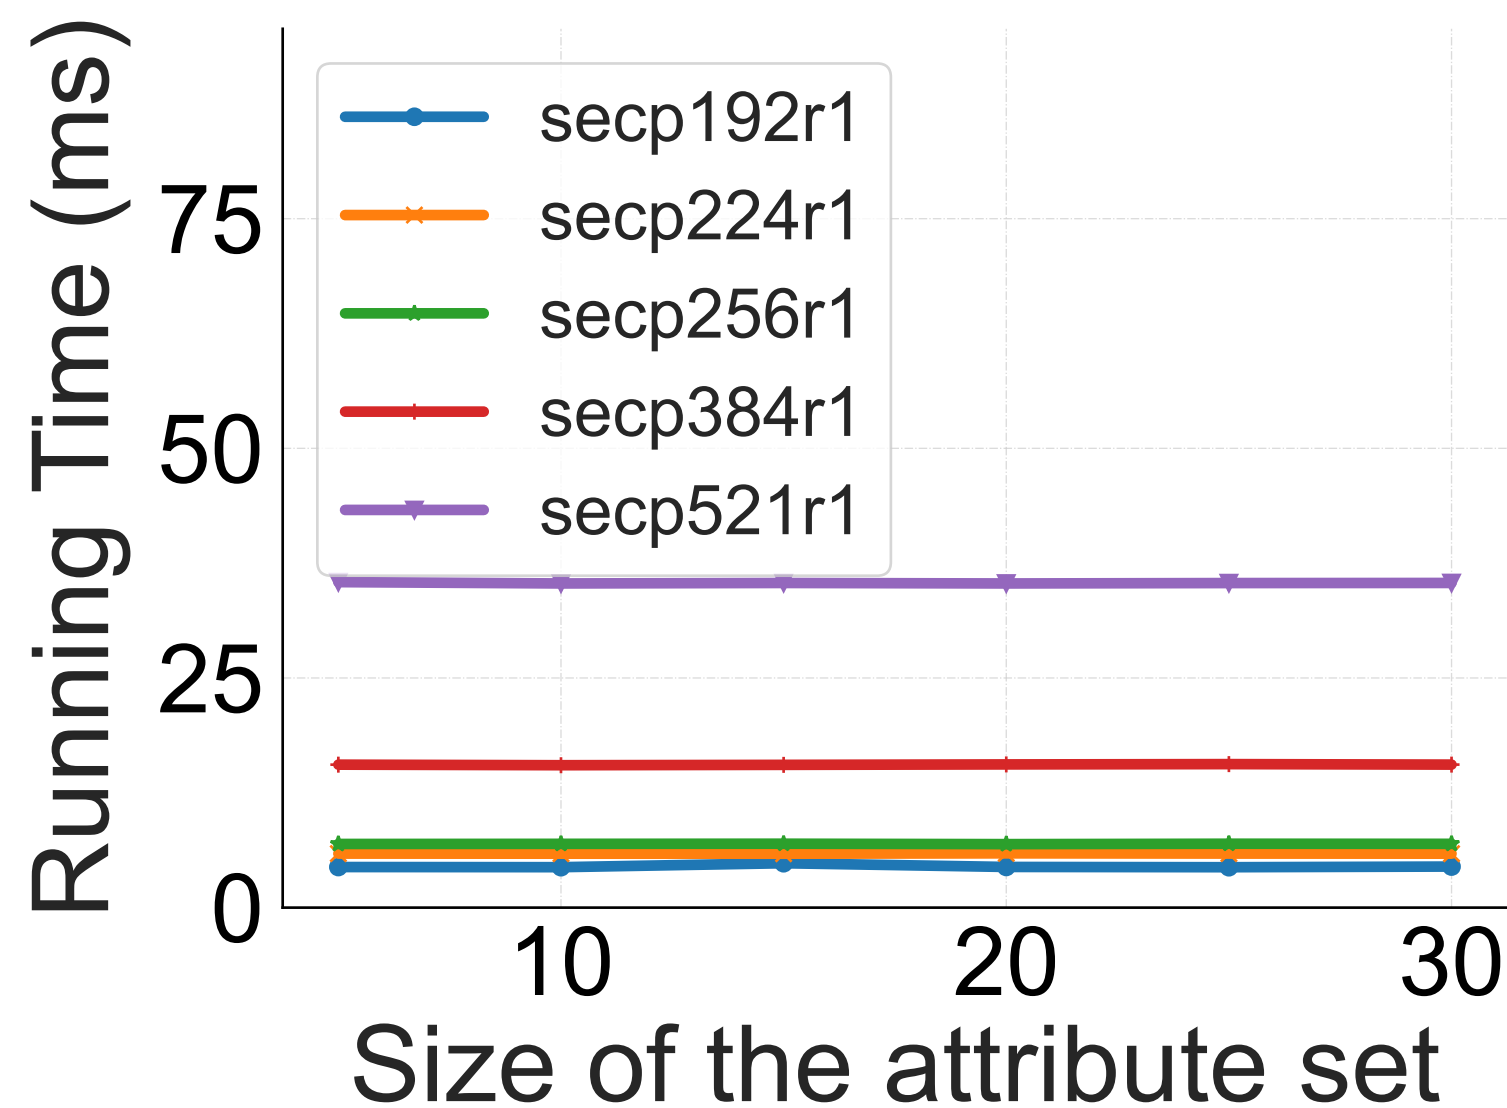 Running Time (ms)
75
50
25
0
secp192r1
secp224r1
secp256r1
secp384r1
secp521r1
10 20 30
Size of the attribute set